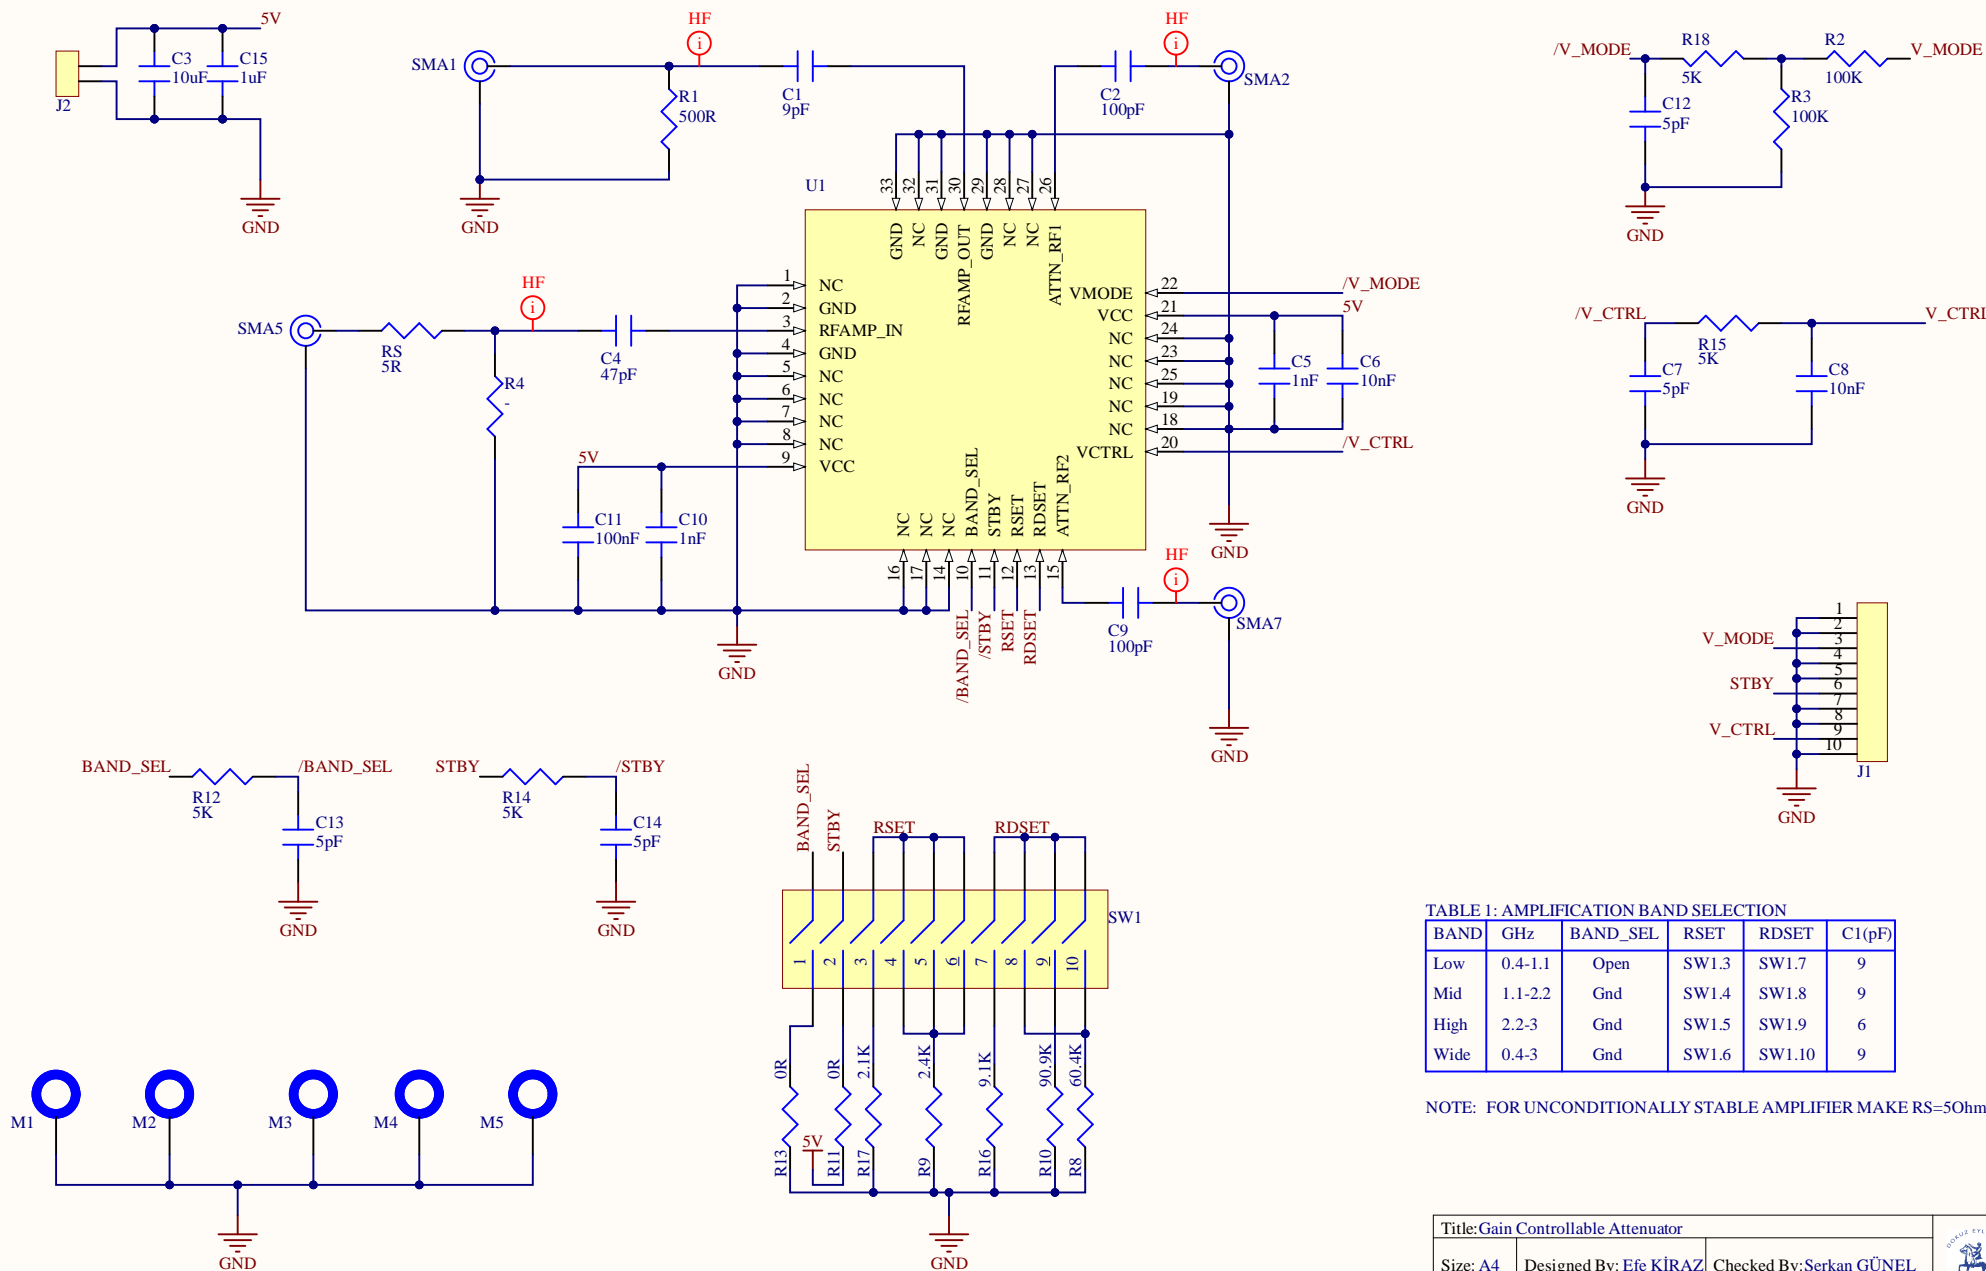 5V
C3
10uF
C15
1uF
J2
GND
SMA1
HF
i
R1
500R
C1
9pF
GND
HF
i
C2
100pF
SMA2
/V_MODE
R18
5K
R2
100K
V_MODE
C12
5pF
R3
100K
GND
U1
33
32
31
30
29
28
27
26
GND
NC
GND
RFAMP_OUT
GND
NC
NC
ATTN_RF1
1 NC
2 GND
3 RFAMP_IN
4 GND
5 NC
6 NC
7 NC
8 NC
9 VCC
VMODE 22 /V_MODE
VCC 21 5V
NC 24
NC 23
NC 25
NC 19
NC 18
VCTRL 20 /V_CTRL
C5
1nF
C6
10nF
GND
SMA5
RS
5R
HF
i
R4
-
C4
47pF
5V
C11
100nF
C10
1nF
GND
NC
NC
NC
BAND_SEL
STBY
RSET
RDSET
ATTN_RF2
16
17
14
10
11
12
13
15
/BAND_SEL
/STBY
RSET
RDSET
HF
i
C9
100pF
SMA7
GND
/V_CTRL
R15
5K
V_CTRL
C7
5pF
C8
10nF
GND
1
2
V_MODE 3
4
5
STBY 6
7
8
V_CTRL 9
10
J1
GND
BAND_SEL
R12
5K
/BAND_SEL
C13
5pF
GND
STBY
R14
5K
/STBY
C14
5pF
GND
BAND_SEL
STBY
RSET
RDSET
SW1
1
2
3
4
5
6
7
8
9
10
0R
0R
2.1K
2.4K
9.1K
90.9K
60.4K
R13
5V
R11
R17
R9
R16
R10
R8
GND
M1
M2
M3
M4
M5
GND
TABLE 1: AMPLIFICATION BAND SELECTION
BAND GHz BAND_SEL RSET RDSET C1(pF)
Low 0.4-1.1 Open SW1.3 SW1.7 9
Mid 1.1-2.2 Gnd SW1.4 SW1.8 9
High 2.2-3 Gnd SW1.5 SW1.9 6
Wide 0.4-3 Gnd SW1.6 SW1.10 9
NOTE: FOR UNCONDITIONALLY STABLE AMPLIFIER MAKE RS=5Ohm
Title:Gain Controllable Attenuator
Size: A4 Designed By: Efe KİRAZ Checked By:Serkan GÜNEL